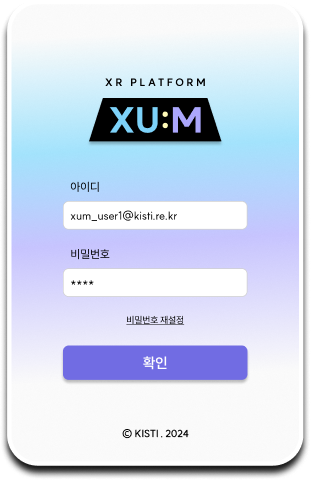 XR PLATFORM
XU:M
아이디
xum_user1@kisti.re.kr
비밀번호
****
비밀번호 재설정
확인
© KISTI . 2024